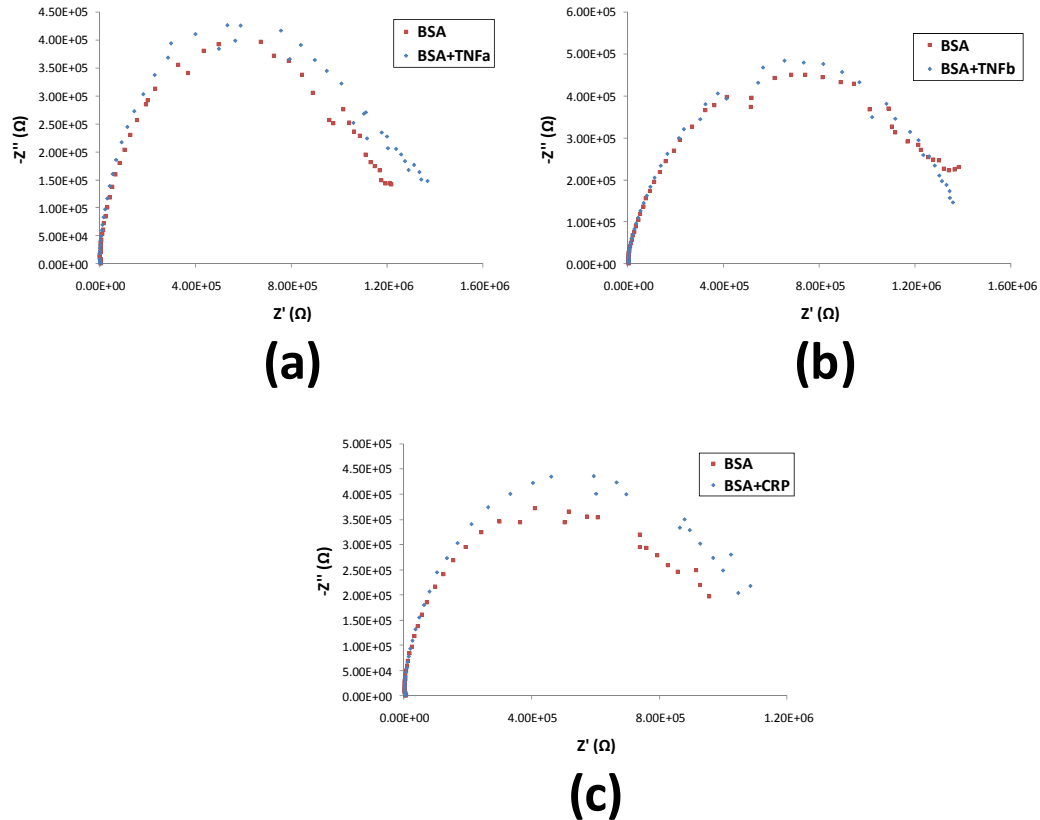 4.50E+05
4.00E+05
3.50E+05
3.00E+05
2.50E+05
2.00E+05
1.50E+05
1.00E+05
5.00E+04
0.00E+00
-Z'' (Ω)
BSA
BSA+TNFa
0.00E+00 4.00E+05 8.00E+05 1.20E+06 1.60E+06
Z' (Ω)
(a)
6.00E+05
5.00E+05
4.00E+05
3.00E+05
2.00E+05
1.00E+05
0.00E+00
-Z'' (Ω)
BSA
BSA+TNFb
0.00E+00 4.00E+05 8.00E+05 1.20E+06 1.60E+06
Z' (Ω)
(b)
5.00E+05
4.50E+05
4.00E+05
3.50E+05
3.00E+05
2.50E+05
2.00E+05
1.50E+05
1.00E+05
5.00E+04
0.00E+00
-Z'' (Ω)
BSA
BSA+CRP
0.00E+00 4.00E+05 8.00E+05 1.20E+06
Z' (Ω)
(c)